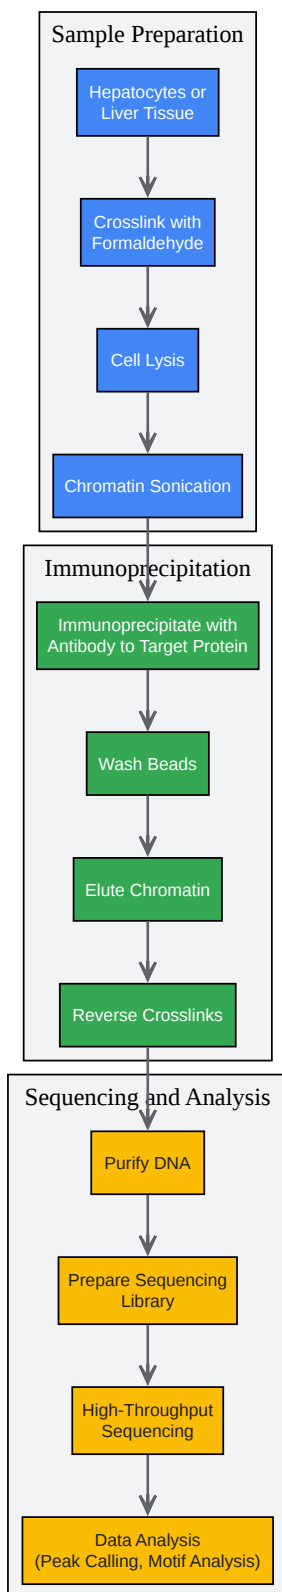 Sample Preparation
Hepatocytes or
Liver Tissue
Crosslink with
Formaldehyde
Cell Lysis
Chromatin Sonication
Immunoprecipitation
Immunoprecipitate with
Antibody to Target Protein
Wash Beads
Elute Chromatin
Reverse Crosslinks
Sequencing and Analysis
Purify DNA
Prepare Sequencing
Library
High-Throughput
Sequencing
Data Analysis
(Peak Calling, Motif Analysis)